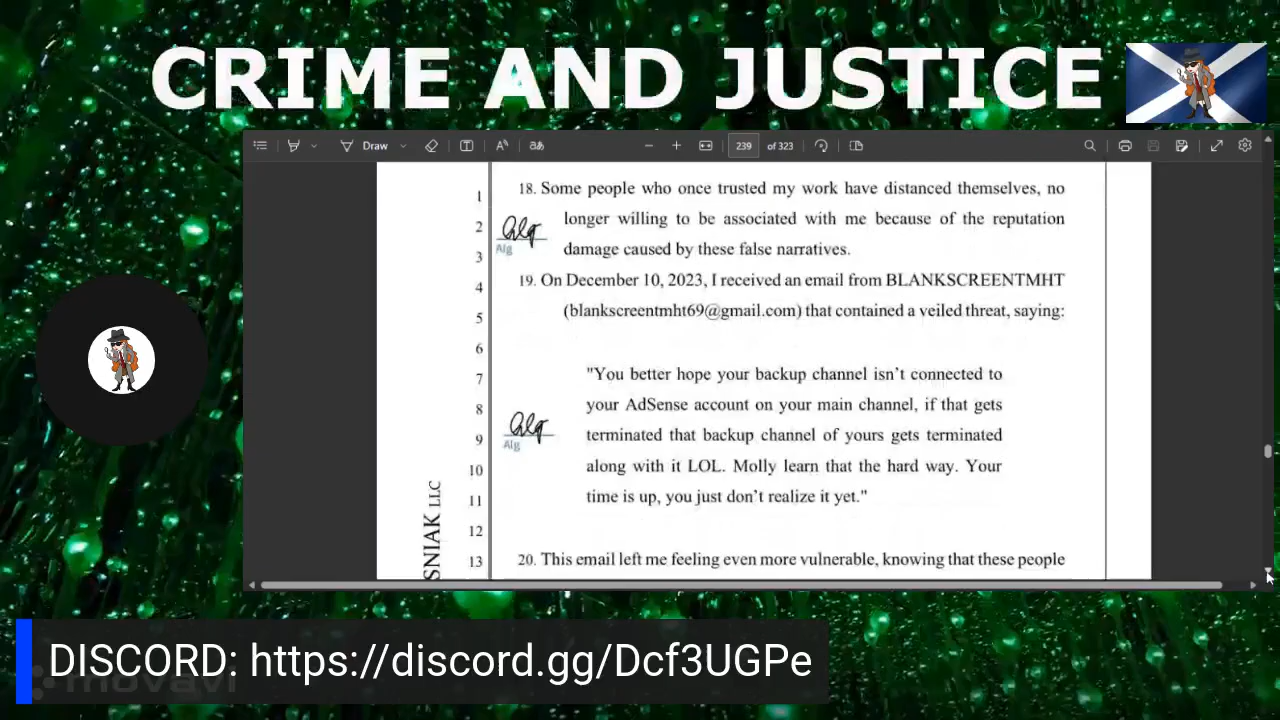 CRIME AND JUSTICE
Draw
239 of 323
1
18. Some people who once trusted my work have distanced themselves, no
2
longer willing to be associated with me because of the reputation
Alg
3
damage caused by these false narratives.
4
19. On December 10, 2023, I received an email from BLANKSCREENTMHT
5
(blankscreentmht69@gmail.com) that contained a veiled threat, saying:
6
7
"You better hope your backup channel isn't connected to
8
your AdSense account on your main channel, if that gets
9
terminated that backup channel of yours gets terminated
Alg
10
along with it LOL. Molly learn that the hard way. Your
11
time is up, you just don't realize it yet."
12
13
20. This email left me feeling even more vulnerable, knowing that these people
SNIAK LLC
DISCORD: https://discord.gg/Dcf3UGPe
movavi